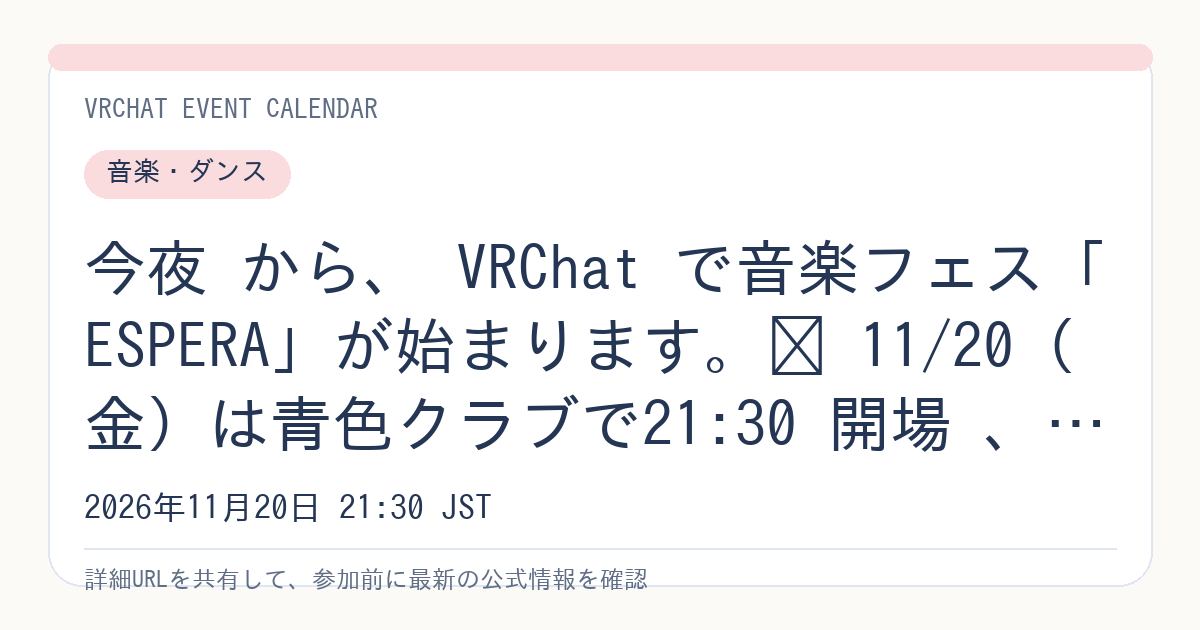 VRCHAT EVENT CALENDAR
音楽・ダンス
今夜 から、 VRChat で音楽フェス「
ESPERA」が始まります。 11/20（
金）は青色クラブで21:30 開場 、…
2026年11月20日 21:30 JST
詳細URLを共有して、参加前に最新の公式情報を確認